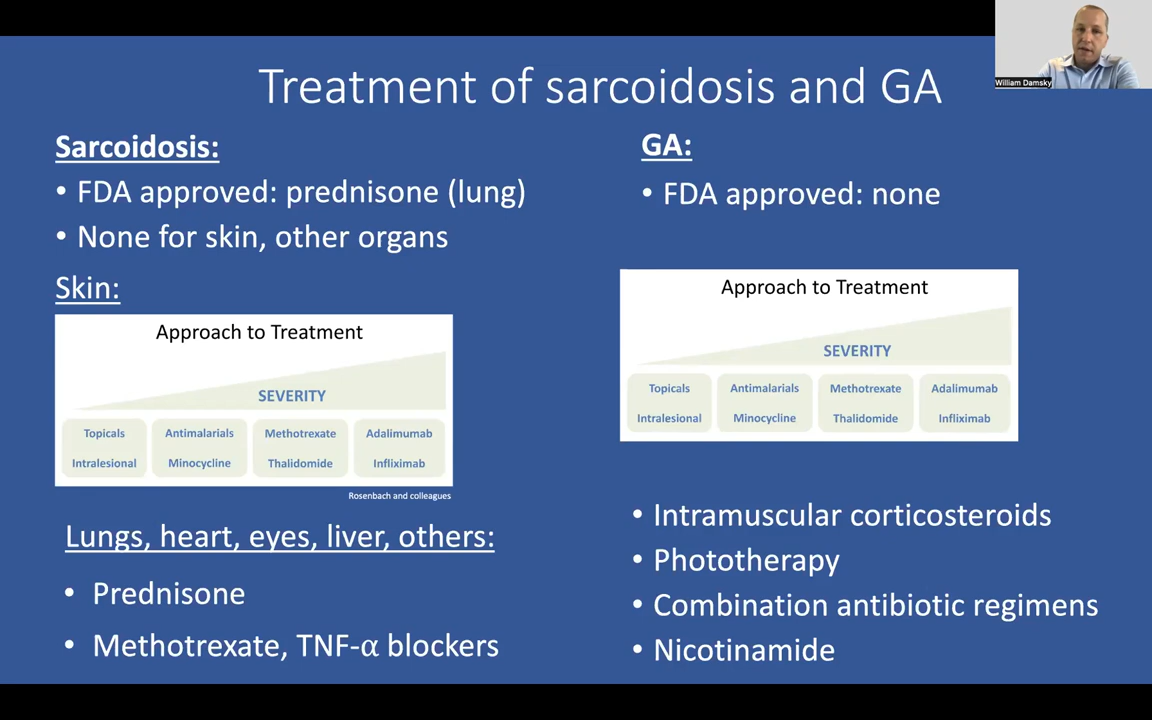 William Damsky
Treatment of sarcoidosis and GA
Sarcoidosis:
• FDA approved: prednisone (lung)
• None for skin, other organs
Skin:
Approach to Treatment
SEVERITY
Topicals Antimalarials Methotrexate Adalimumab
Intralesional Minocycline Thalidomide Infliximab
Rosenbach and colleagues
Lungs, heart, eyes, liver, others:
• Prednisone
• Methotrexate, TNF-α blockers
GA:
• FDA approved: none
Approach to Treatment
SEVERITY
Topicals Antimalarials Methotrexate Adalimumab
Intralesional Minocycline Thalidomide Infliximab
• Intramuscular corticosteroids
• Phototherapy
• Combination antibiotic regimens
• Nicotinamide